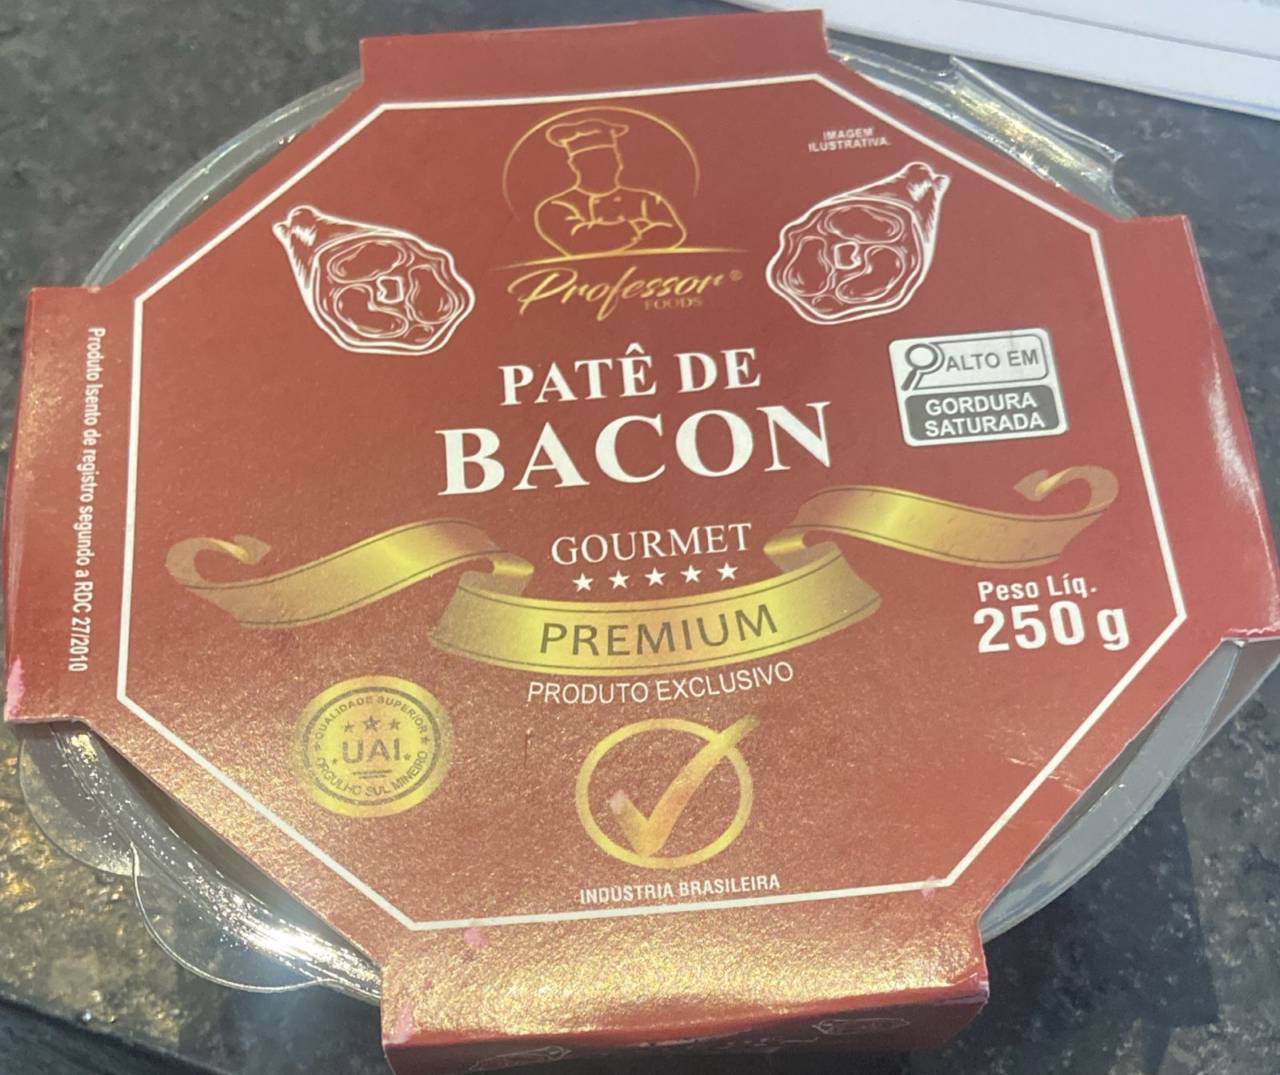 IMAGEM
ILUSTRATIVA.
Professor®
FOODS
PATÊ DE
BACON
ALTO EM
GORDURA
SATURADA
GOURMET
PREMIUM
PRODUTO EXCLUSIVO
Peso Líq.
250 g
QUALIDADE SUPERIOR
UAI
ORGULHO SUL MINEIRO
INDÚSTRIA BRASILEIRA
Produto Isento de registro segundo a RDC 27/2010